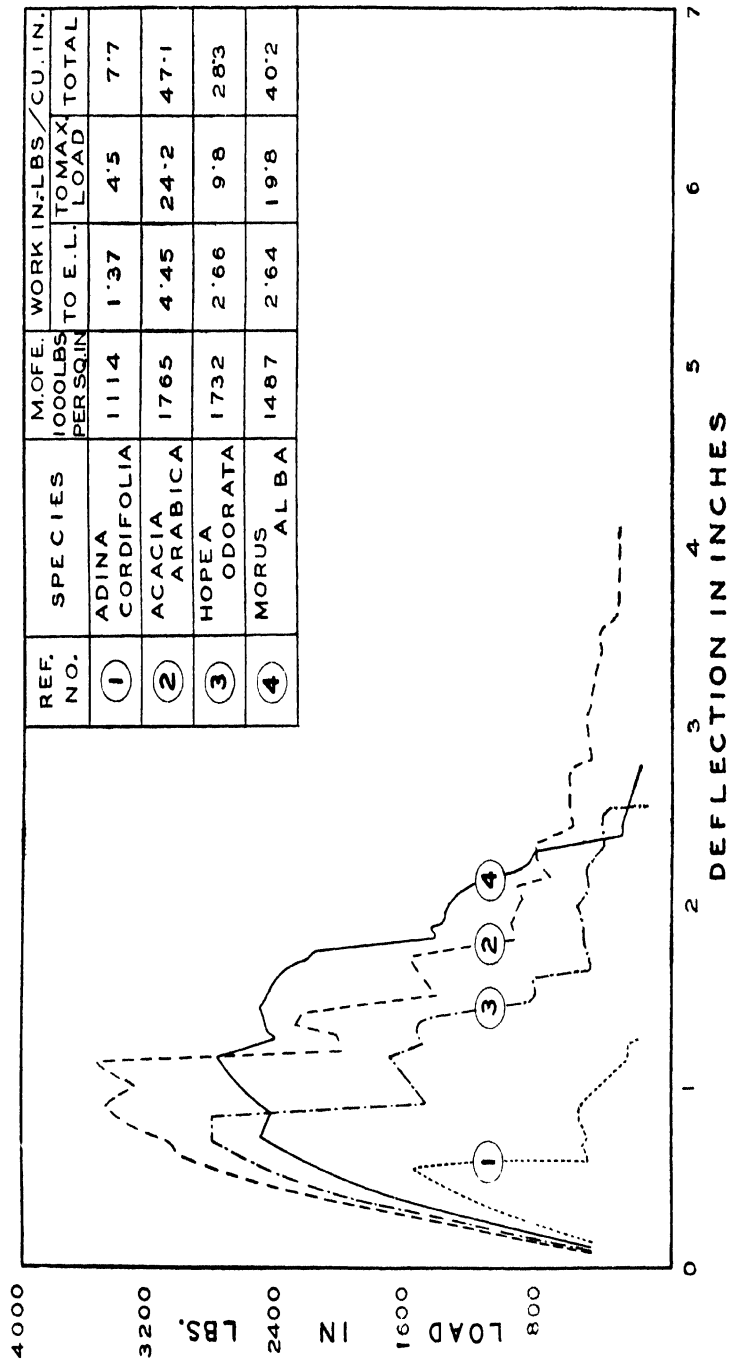 REF. NO.
SPECIES
M.OF E. 1000LBS PER SQ.IN
WORK IN.-LBS/CU. IN.
TO E.L.
TO MAX. LOAD
TOTAL
1 ADINA CORDIFOLIA 1114 1·37 4·5 7·7
2 ACACIA ARABICA 1765 4·45 24·2 47·1
3 HOPEA ODORATA 1732 2·66 9·8 28·3
4 MORUS ALBA 1487 2·64 19·8 40·2
4000
3200
2400
1600
800
LOAD IN LBS.
1
2
3
4
0
1
2
3
4
5
6
7
DEFLECTION IN INCHES